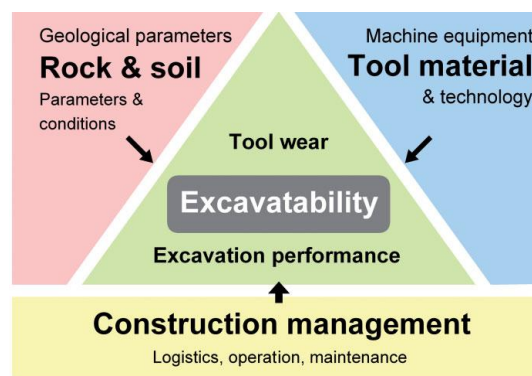 Geological parameters
Rock & soil
Parameters &
conditions
Machine equipment
Tool material
& technology
Tool wear
Excavatability
Excavation performance
Construction management
Logistics, operation, maintenance